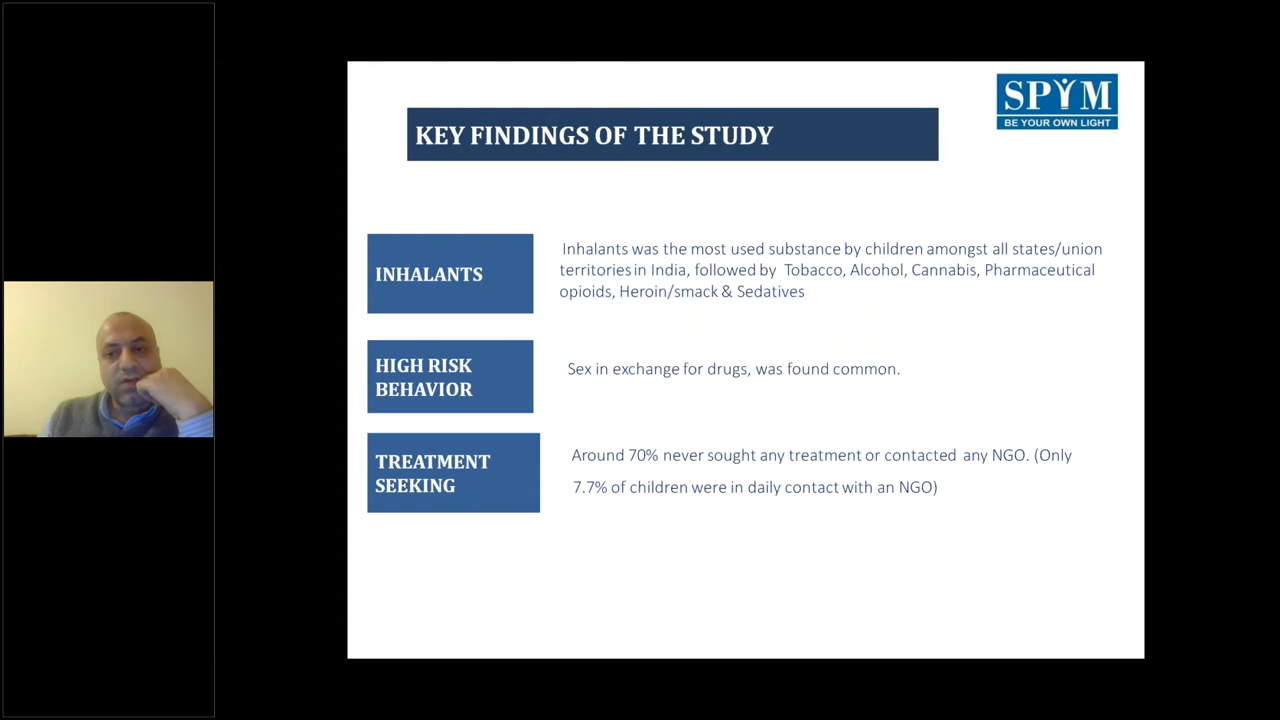 SPYM
BE YOUR OWN LIGHT
KEY FINDINGS OF THE STUDY
INHALANTS
Inhalants was the most used substance by children amongst all states/union
territories in India, followed by Tobacco, Alcohol, Cannabis, Pharmaceutical
opioids, Heroin/smack & Sedatives
HIGH RISK
BEHAVIOR
Sex in exchange for drugs, was found common.
TREATMENT
SEEKING
Around 70% never sought any treatment or contacted any NGO. (Only
7.7% of children were in daily contact with an NGO)